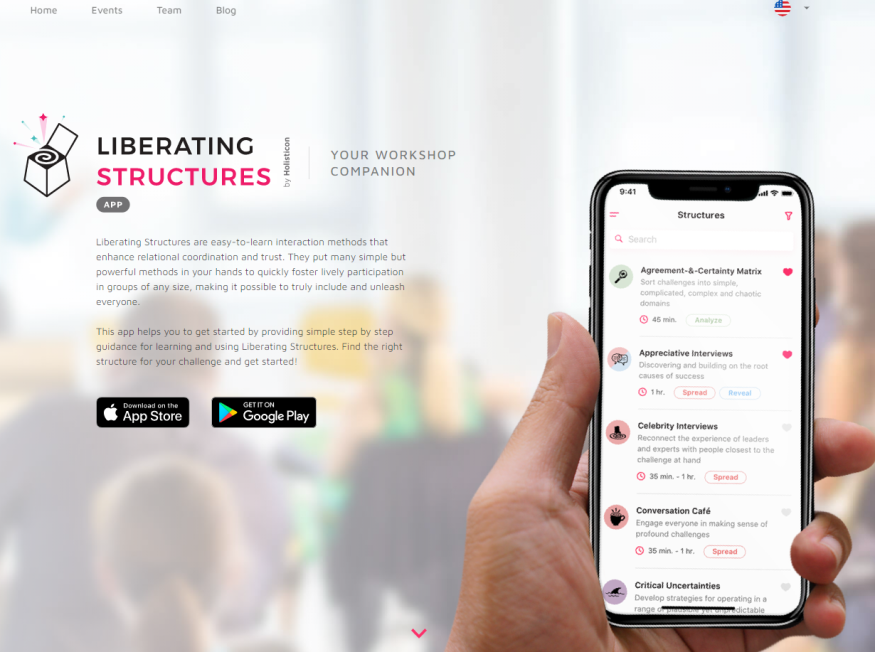 Home Events Team Blog
LIBERATING
STRUCTURES
by Holisticon
APP
YOUR WORKSHOP
COMPANION
Liberating Structures are easy-to-learn interaction methods that
enhance relational coordination and trust. They put many simple but
powerful methods in your hands to quickly foster lively participation
in groups of any size, making it possible to truly include and unleash
everyone.
This app helps you to get started by providing simple step by step
guidance for learning and using Liberating Structures. Find the right
structure for your challenge and get started!
Download on the
App Store
GET IT ON
Google Play
9:41
Structures
Search
Agreement-&-Certainty Matrix
Sort challenges into simple,
complicated, complex and chaotic
domains
45 min. Analyze
Appreciative Interviews
Discovering and building on the root
causes of success
1 hr. Spread Reveal
Celebrity Interviews
Reconnect the experience of leaders
and experts with people closest to the
challenge at hand
35 min. - 1 hr. Spread
Conversation Café
Engage everyone in making sense of
profound challenges
35 min. - 1 hr. Spread
Critical Uncertainties
Develop strategies for operating in a
range of plausible yet unpredictable